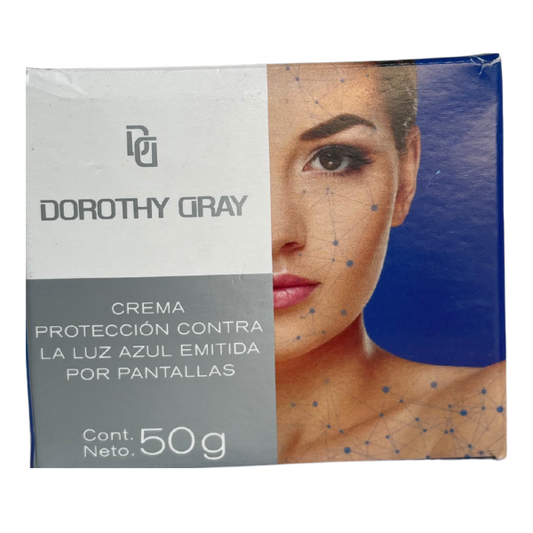 DG
DOROTHY GRAY
CREMA
PROTECCIÓN CONTRA
LA LUZ AZUL EMITIDA
POR PANTALLAS
Cont.
Neto. 50g